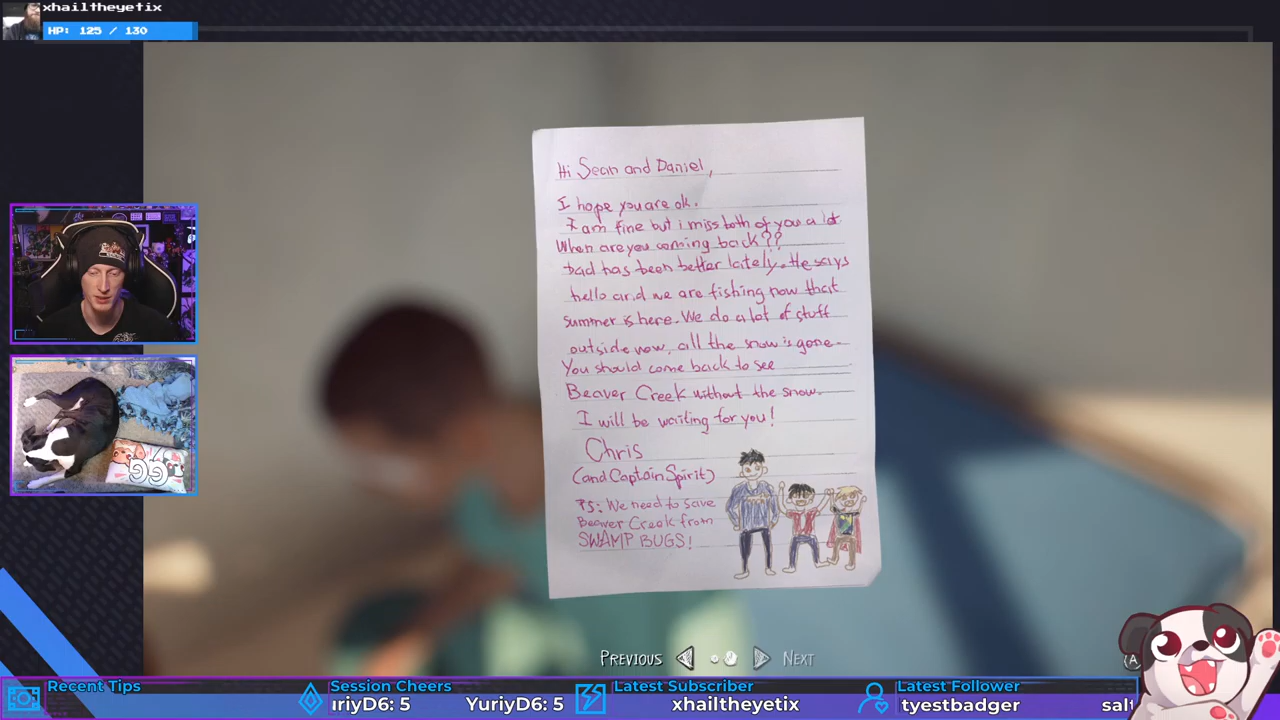 xhailtheyetix
HP: 125 / 130
Hi Sean and Daniel,
I hope you are ok.
I am fine but i miss both of you a lot
When are you coming back??
Dad has been better lately. He says
hello and we are fishing now that
summer is here. We do a lot of stuff
outside now, all the snow is gone
You should come back to see
Beaver Creek without the snow.
I will be waiting for you!
Chris
(and Captain Spirit)
PS: We need to save
Beaver Creek from
SWAMP BUGS!
PREVIOUS
NEXT
(A
Recent Tips
Session Cheers
ıriyD6: 5 YuriyD6: 5
Latest Subscriber
xhailtheyetix
Latest Follower
tyestbadger salt